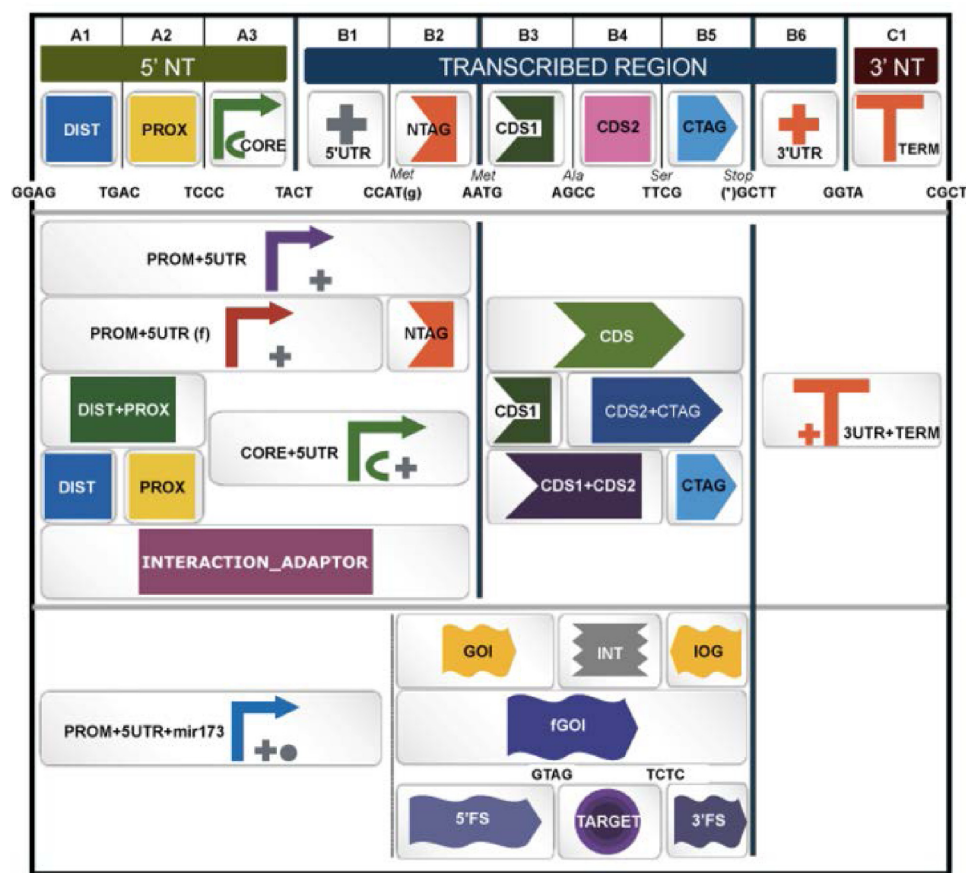 A1 A2 A3 B1 B2 B3 B4 B5 B6 C1
5' NT TRANSCRIBED REGION 3' NT
DIST PROX CORE 5'UTR NTAG CDS1 CDS2 CTAG 3'UTR TERM
Met Met Ala Ser Stop
GGAG TGAC TCCC TACT CCAT(g) AATG AGCC TTCG (*)GCTT GGTA CGCT
PROM+5UTR
PROM+5UTR (f) NTAG CDS
DIST+PROX CDS1 CDS2+CTAG
CORE+5UTR 3UTR+TERM
DIST PROX CDS1+CDS2 CTAG
INTERACTION_ADAPTOR
GOI INT IOG
PROM+5UTR+mir173 fGOI
GTAG TCTC
5'FS TARGET 3'FS